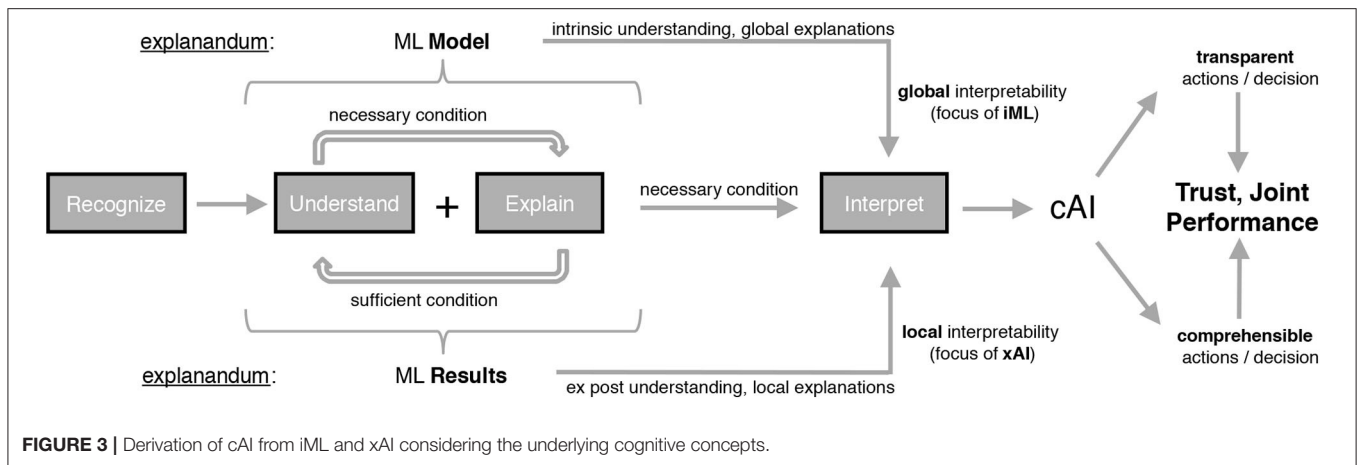 explanandum:
ML Model
intrinsic understanding, global explanations
necessary condition
global interpretability
(focus of iML)
transparent
actions / decision
Recognize
Understand
+
Explain
necessary condition
Interpret
cAI
Trust, Joint
Performance
sufficient condition
local interpretability
(focus of xAI)
comprehensible
actions / decision
explanandum:
ML Results
ex post understanding, local explanations
FIGURE 3 | Derivation of cAI from iML and xAI considering the underlying cognitive concepts.